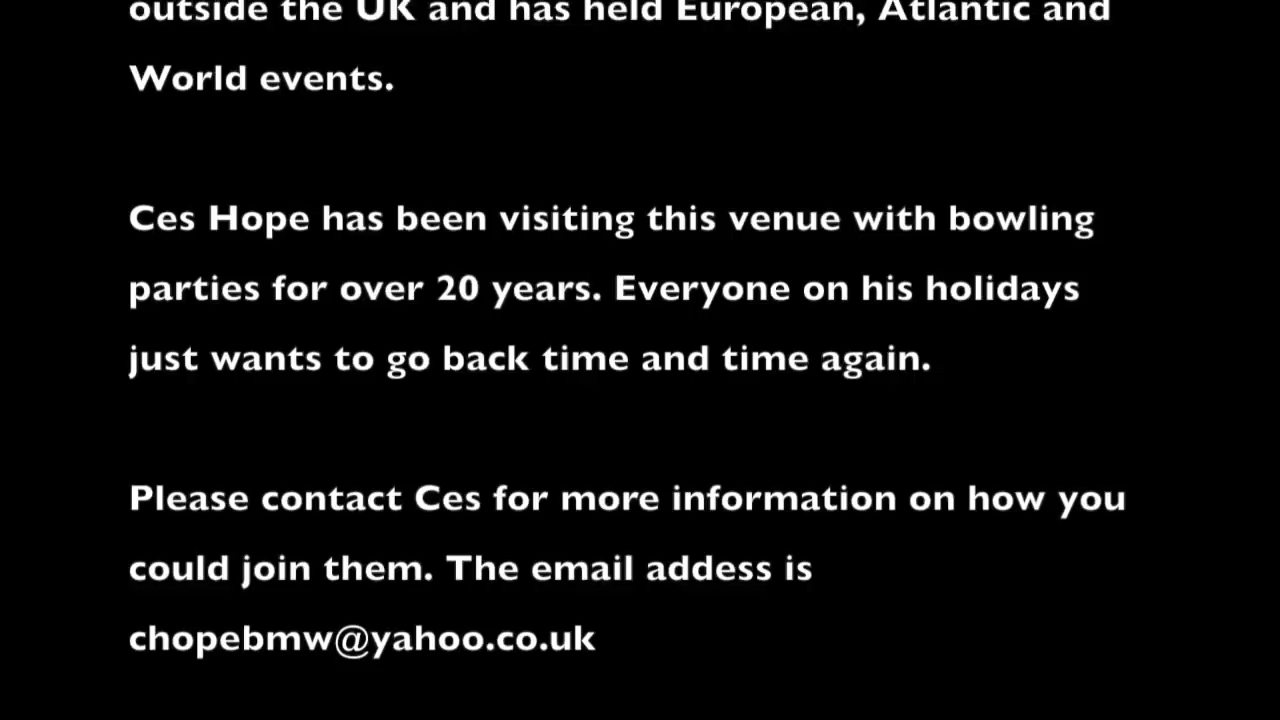 outside the UK and has held European, Atlantic and
World events.
Ces Hope has been visiting this venue with bowling
parties for over 20 years. Everyone on his holidays
just wants to go back time and time again.
Please contact Ces for more information on how you
could join them. The email addess is
chopebmw@yahoo.co.uk